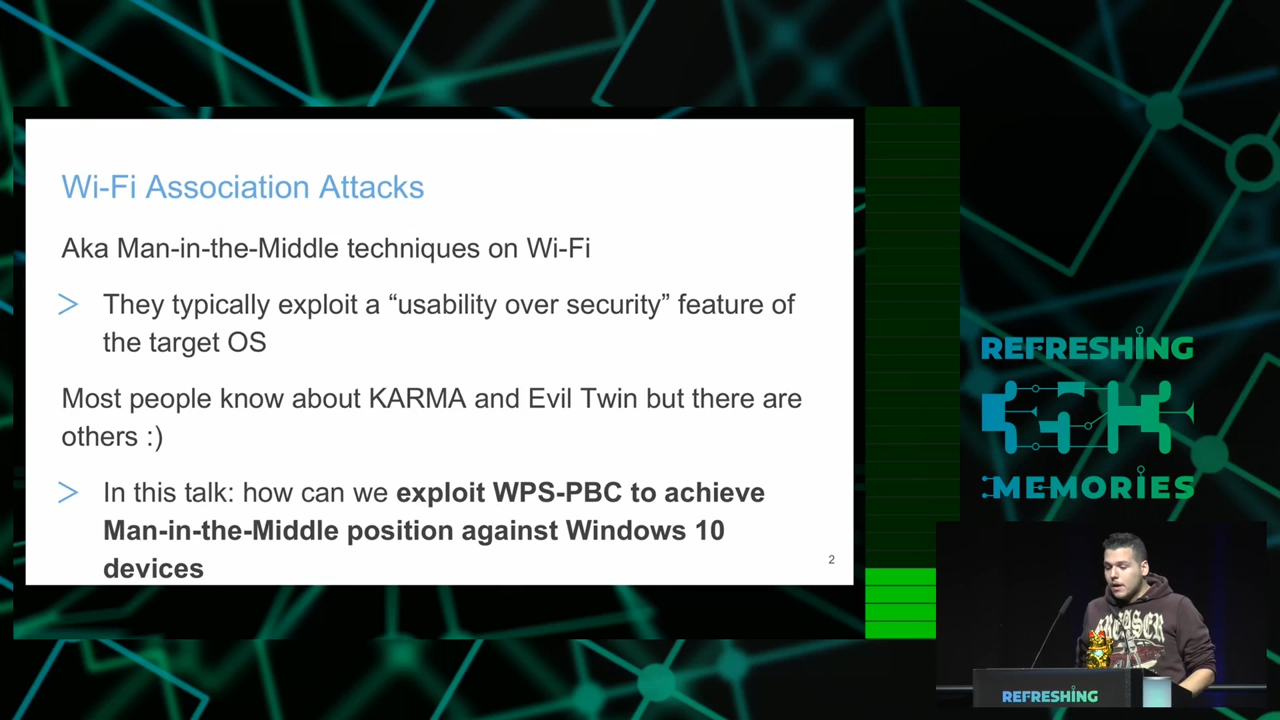 Wi-Fi Association Attacks
Aka Man-in-the-Middle techniques on Wi-Fi
They typically exploit a “usability over security” feature of
the target OS
Most people know about KARMA and Evil Twin but there are
others :)
In this talk: how can we exploit WPS-PBC to achieve
Man-in-the-Middle position against Windows 10
devices
2
REFRESHING
MEMORIES
REFRESHING